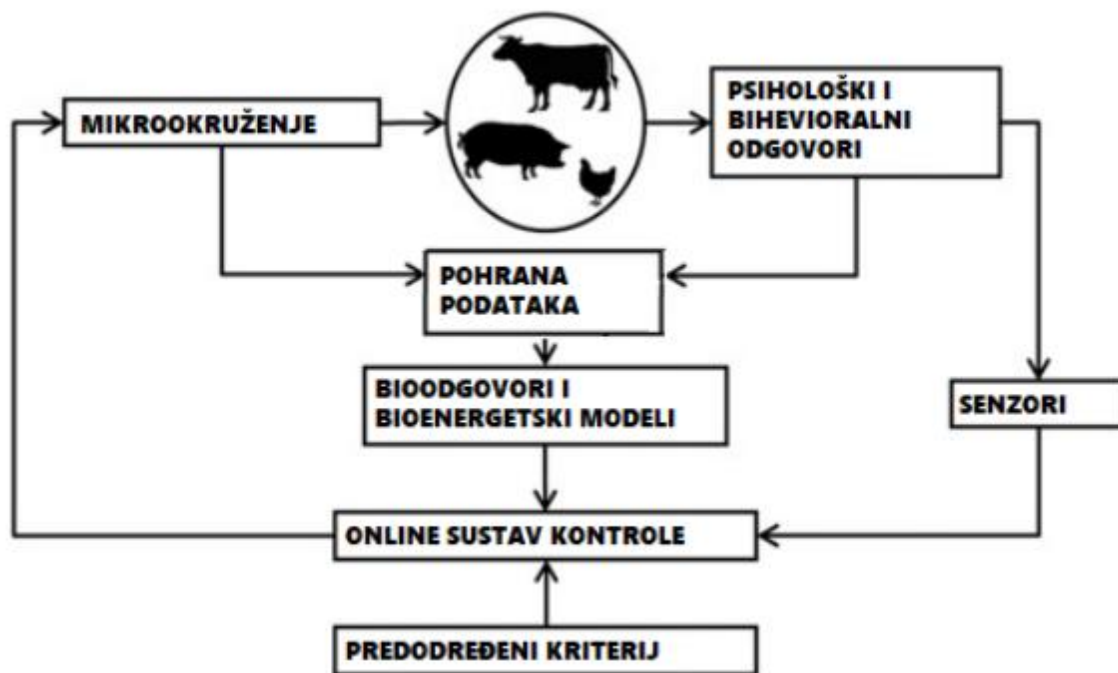 MIKROOKRUŽENJE
PSIHOLOŠKI I
BIHEVIORALNI
ODGOVORI
POHRANA
PODATAKA
BIOODGOVORI I
BIOENERGETSKI MODELI
SENZORI
ONLINE SUSTAV KONTROLE
PREDODREĐENI KRITERIJ